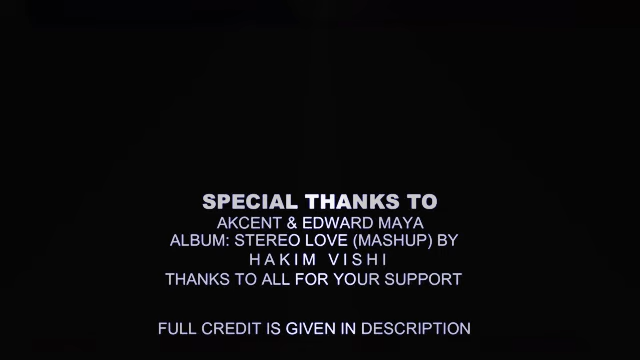 SPECIAL THANKS TO
AKCENT & EDWARD MAYA
ALBUM: STEREO LOVE (MASHUP) BY
HAKIM VISHI
THANKS TO ALL FOR YOUR SUPPORT
FULL CREDIT IS GIVEN IN DESCRIPTION